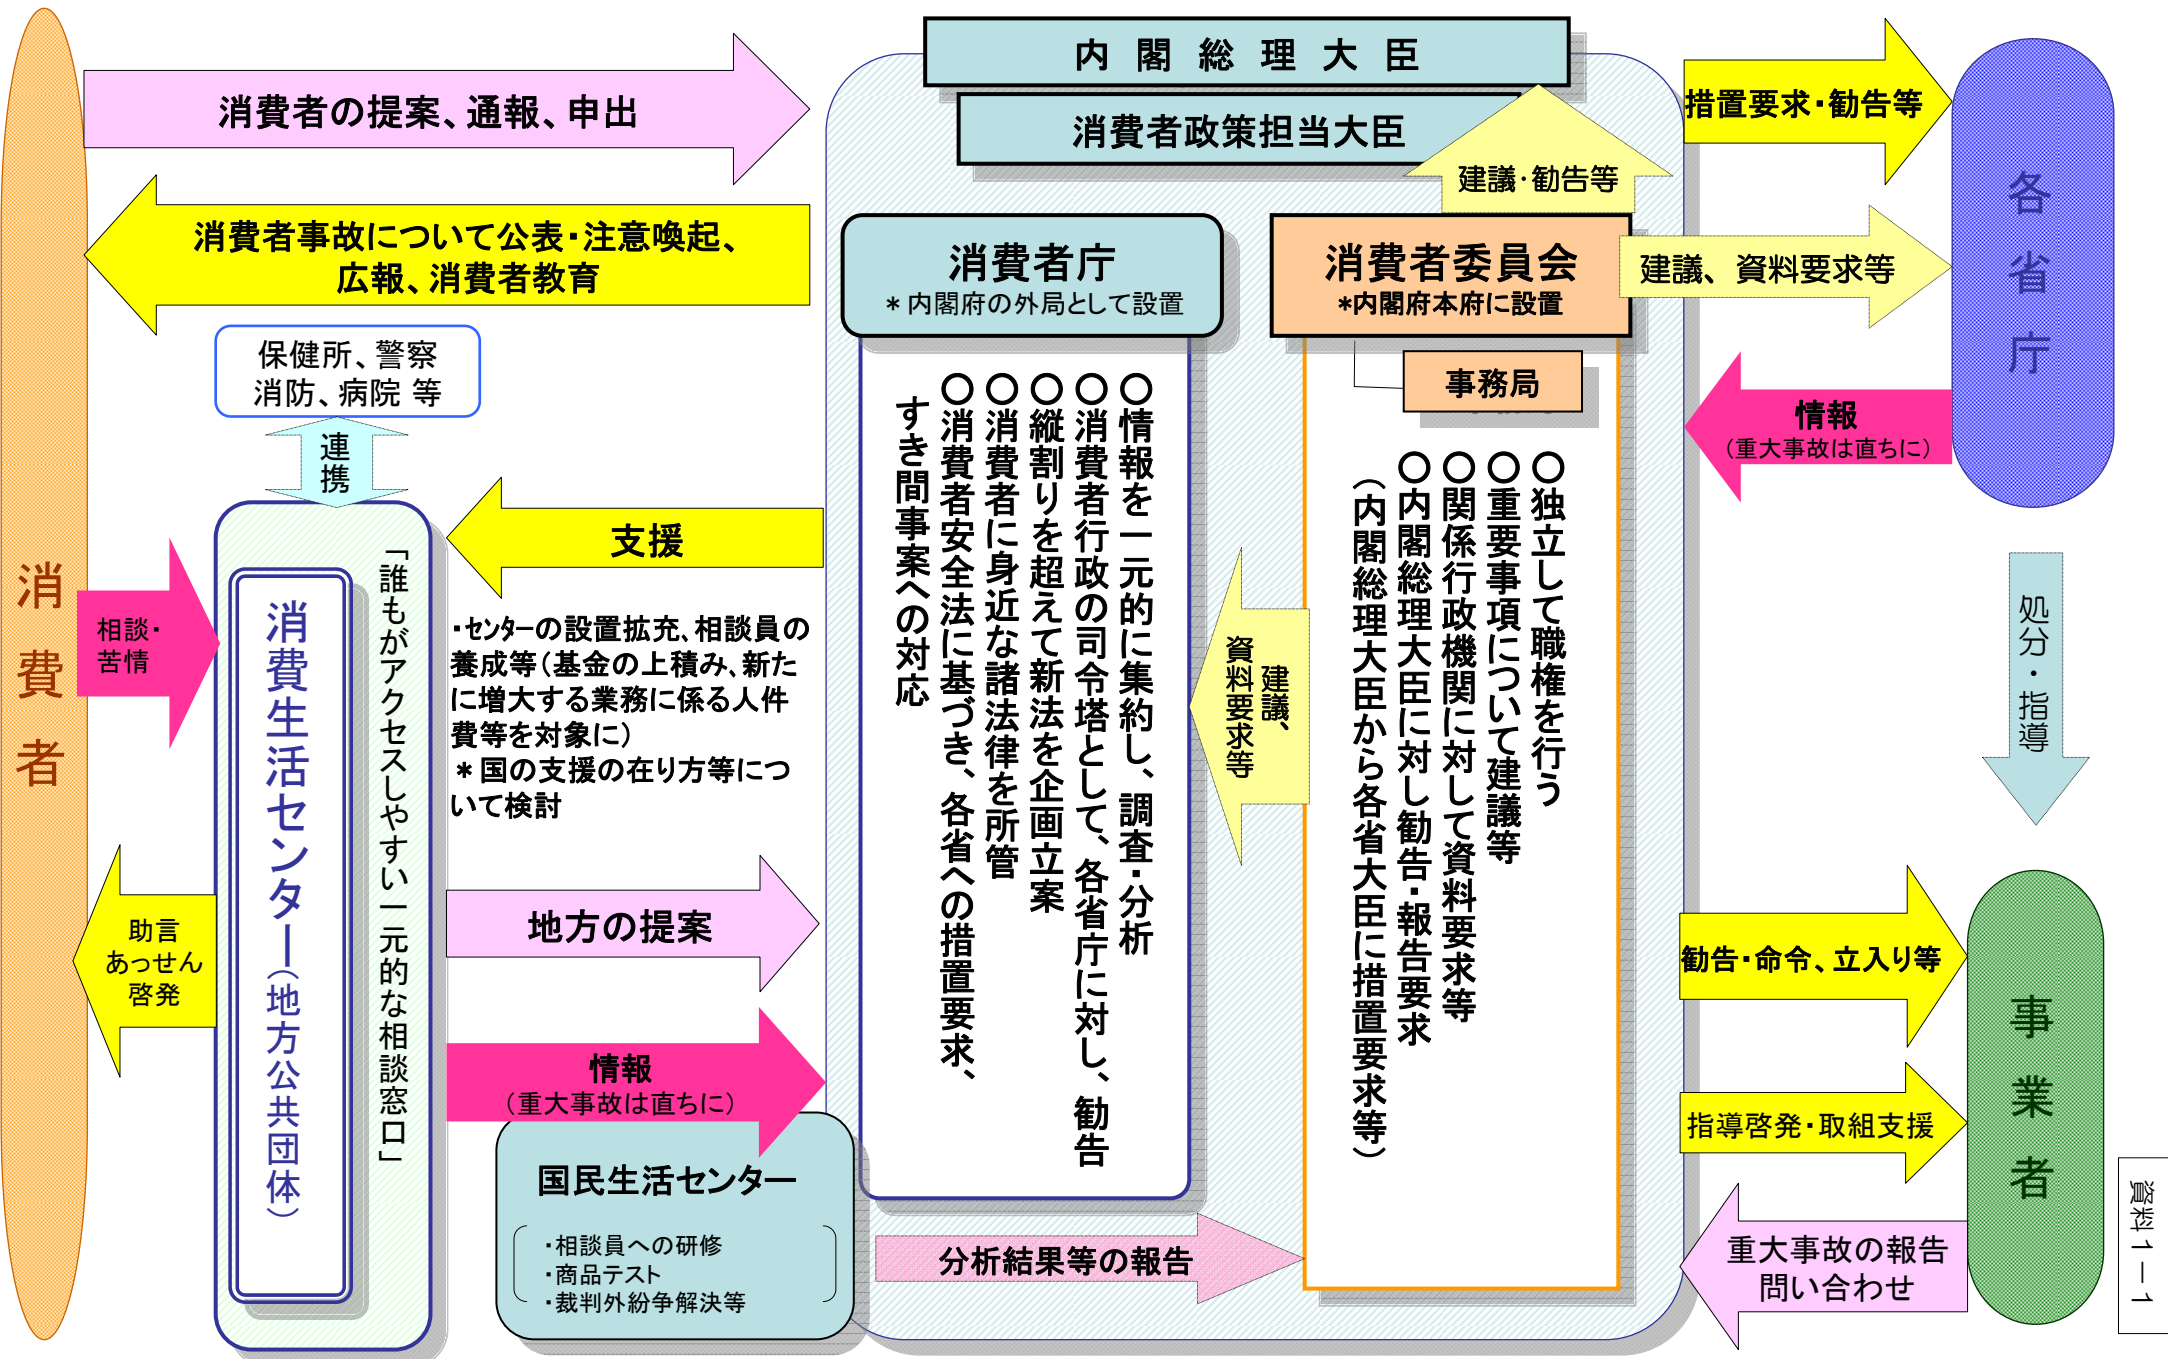 内閣総理大臣
消費者政策担当大臣
建議・勧告等
消費者の提案、通報、申出
消費者事故について公表・注意喚起、
広報、消費者教育
措置要求・勧告等
各省庁
建議、資料要求等
情報
（重大事故は直ちに）
処分・指導
消費者庁
＊内閣府の外局として設置
消費者委員会
＊内閣府本府に設置
事務局
○情報を一元的に集約し、調査・分析
○消費者行政の司令塔として、各省庁に対し、勧告
○縦割りを超えて新法を企画立案
○消費者に身近な諸法律を所管
○消費者安全法に基づき、各省への措置要求、
すき間事案への対応
建議、
資料要求等
○独立して職権を行う
○重要事項について建議等
○関係行政機関に対して資料要求等
○内閣総理大臣に対し勧告・報告要求
（内閣総理大臣から各省大臣に措置要求等）
保健所、警察
消防、病院 等
連携
消費者
相談・
苦情
助言
あっせん
啓発
「誰もがアクセスしやすい一元的な相談窓口」
消費生活センター（地方公共団体）
支援
・センターの設置拡充、相談員の
養成等（基金の上積み、新た
に増大する業務に係る人件
費等を対象に）
＊国の支援の在り方等につ
いて検討
地方の提案
情報
（重大事故は直ちに）
国民生活センター
・相談員への研修
・商品テスト
・裁判外紛争解決等
分析結果等の報告
勧告・命令、立入り等
指導啓発・取組支援
重大事故の報告
問い合わせ
事業者
資料１－１